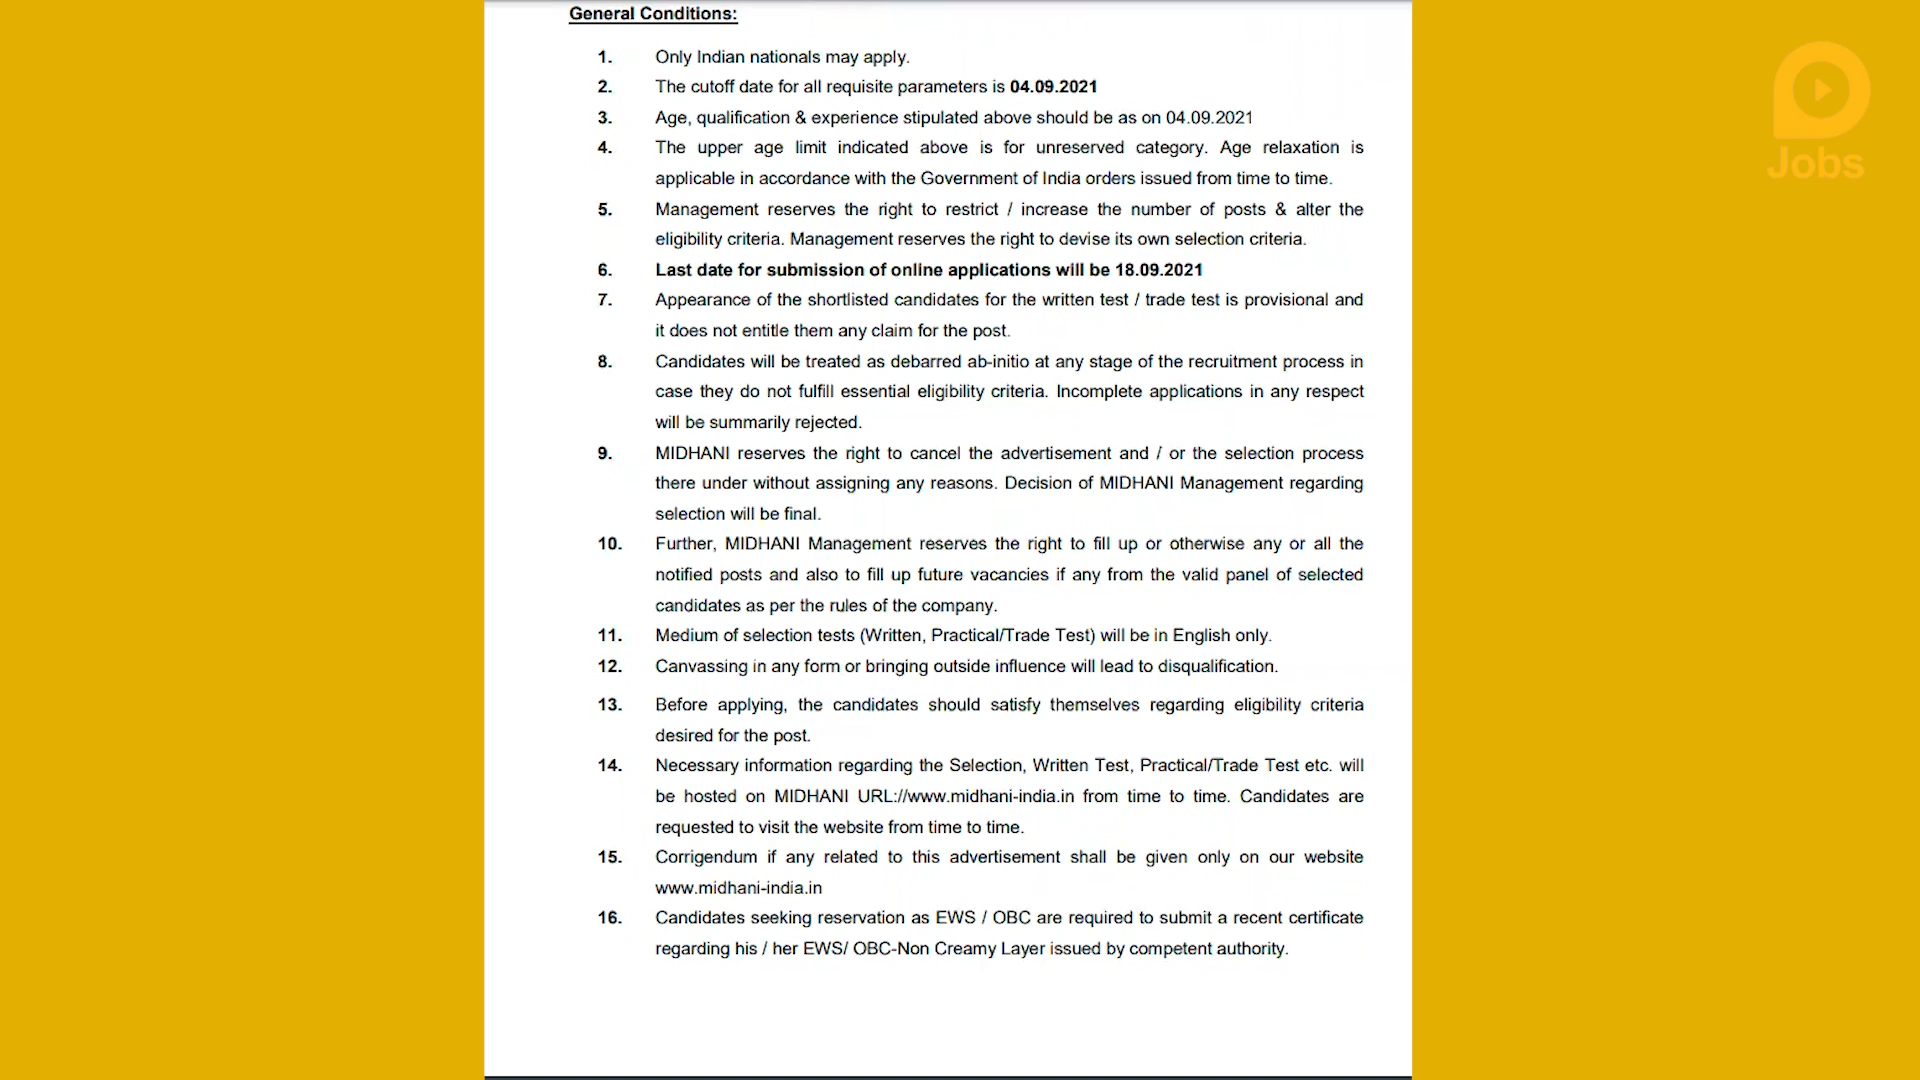 General Conditions:
1. Only Indian nationals may apply.
2. The cutoff date for all requisite parameters is 04.09.2021
3. Age, qualification & experience stipulated above should be as on 04.09.2021
4. The upper age limit indicated above is for unreserved category. Age relaxation is
applicable in accordance with the Government of India orders issued from time to time.
5. Management reserves the right to restrict / increase the number of posts & alter the
eligibility criteria. Management reserves the right to devise its own selection criteria.
6. Last date for submission of online applications will be 18.09.2021
7. Appearance of the shortlisted candidates for the written test / trade test is provisional and
it does not entitle them any claim for the post.
8. Candidates will be treated as debarred ab-initio at any stage of the recruitment process in
case they do not fulfill essential eligibility criteria. Incomplete applications in any respect
will be summarily rejected.
9. MIDHANI reserves the right to cancel the advertisement and / or the selection process
there under without assigning any reasons. Decision of MIDHANI Management regarding
selection will be final.
10. Further, MIDHANI Management reserves the right to fill up or otherwise any or all the
notified posts and also to fill up future vacancies if any from the valid panel of selected
candidates as per the rules of the company.
11. Medium of selection tests (Written, Practical/Trade Test) will be in English only.
12. Canvassing in any form or bringing outside influence will lead to disqualification.
13. Before applying, the candidates should satisfy themselves regarding eligibility criteria
desired for the post.
14. Necessary information regarding the Selection, Written Test, Practical/Trade Test etc. will
be hosted on MIDHANI URL://www.midhani-india.in from time to time. Candidates are
requested to visit the website from time to time.
15. Corrigendum if any related to this advertisement shall be given only on our website
www.midhani-india.in
16. Candidates seeking reservation as EWS / OBC are required to submit a recent certificate
regarding his / her EWS/ OBC-Non Creamy Layer issued by competent authority.
Jobs